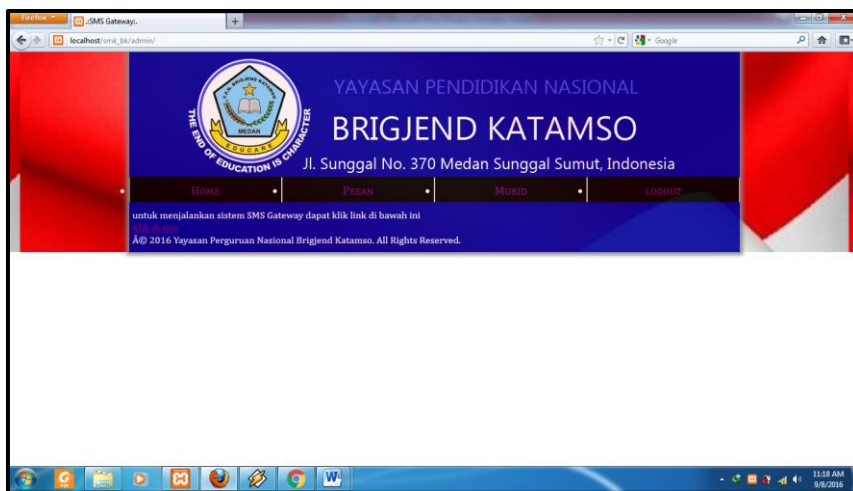 Firefox
.:SMS Gateway:.
localhost/smk_bk/admin/
Google
THE END OF EDUCATION IS CHARACTER
MEDAN
EDUCARE
YAYASAN PENDIDIKAN NASIONAL
BRIGJEND KATAMSO
Jl. Sunggal No. 370 Medan Sunggal Sumut, Indonesia
HOME
PESAN
MURID
LOGOUT
untuk menjalankan sistem SMS Gateway dapat klik link di bawah ini
Klik di sini
Â© 2016 Yayasan Perguruan Nasional Brigjend Katamso. All Rights Reserved.
11:18 AM
9/8/2016